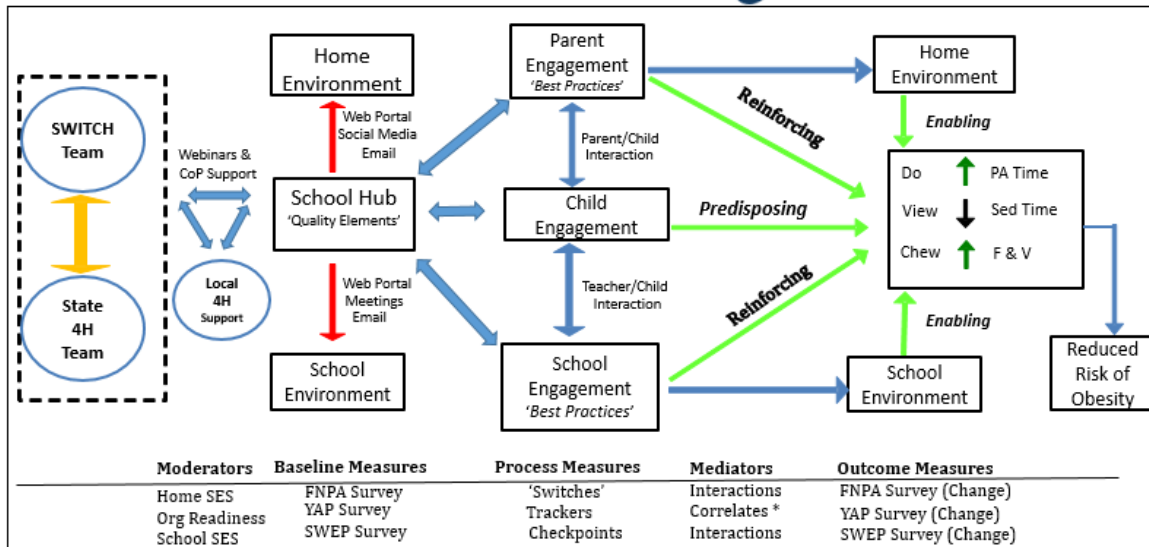 SWITCH
Team
State
4H
Team
Webinars &
CoP Support
Local
4H
Support
Home
Environment
Web Portal
Social Media
Email
School Hub
'Quality Elements'
Web Portal
Meetings
Email
School
Environment
Parent
Engagement
'Best Practices'
Parent/Child
Interaction
Child
Engagement
Teacher/Child
Interaction
School
Engagement
'Best Practices'
Reinforcing
Predisposing
Reinforcing
Home
Environment
Enabling
Do PA Time
View Sed Time
Chew F & V
Enabling
School
Environment
Reduced
Risk of
Obesity
Moderators Baseline Measures Process Measures Mediators Outcome Measures
Home SES FNPA Survey 'Switches' Interactions FNPA Survey (Change)
Org Readiness YAP Survey Trackers Correlates * YAP Survey (Change)
School SES SWEP Survey Checkpoints Interactions SWEP Survey (Change)